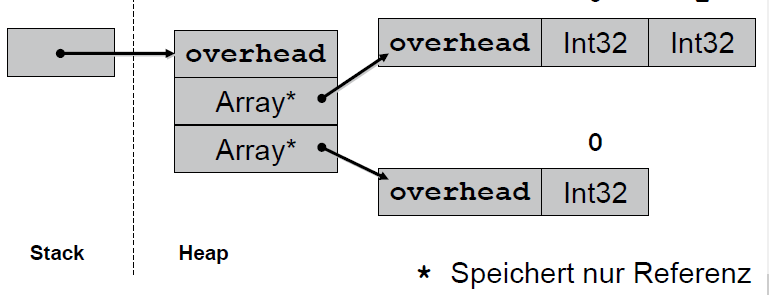 overhead Int32 Int32
overhead
Array*
Array*
0
overhead Int32
Stack Heap
* Speichert nur Referenz